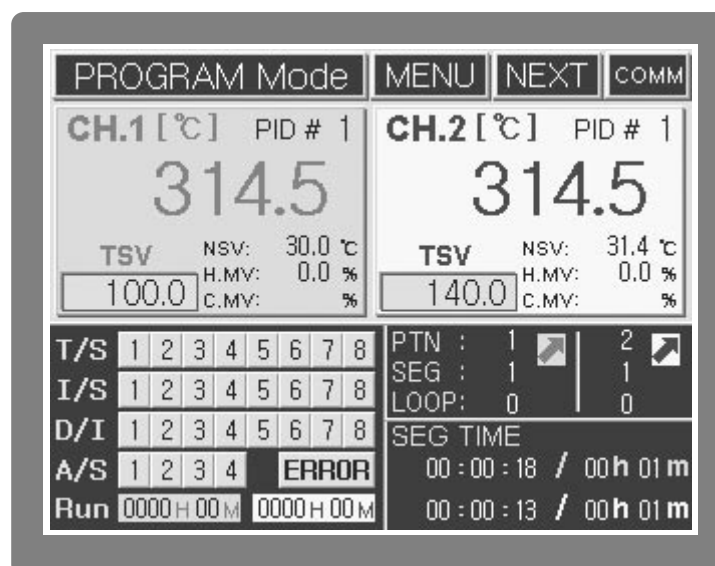 PROGRAM Mode MENU NEXT COMM
CH.1 [℃] PID # 1
314.5
TSV
100.0
NSV: 30.0 ℃
H.MV: 0.0 %
C.MV: %
CH.2 [℃] PID # 1
314.5
TSV
140.0
NSV: 31.4 ℃
H.MV: 0.0 %
C.MV: %
T/S 1 2 3 4 5 6 7 8
I/S 1 2 3 4 5 6 7 8
D/I 1 2 3 4 5 6 7 8
A/S 1 2 3 4 ERROR
Run 0000 H 00 M 0000 H 00 M
PTN : 1 2
SEG : 1 1
LOOP: 0 0
SEG TIME
00 : 00 : 18 / 00 h 01 m
00 : 00 : 13 / 00 h 01 m